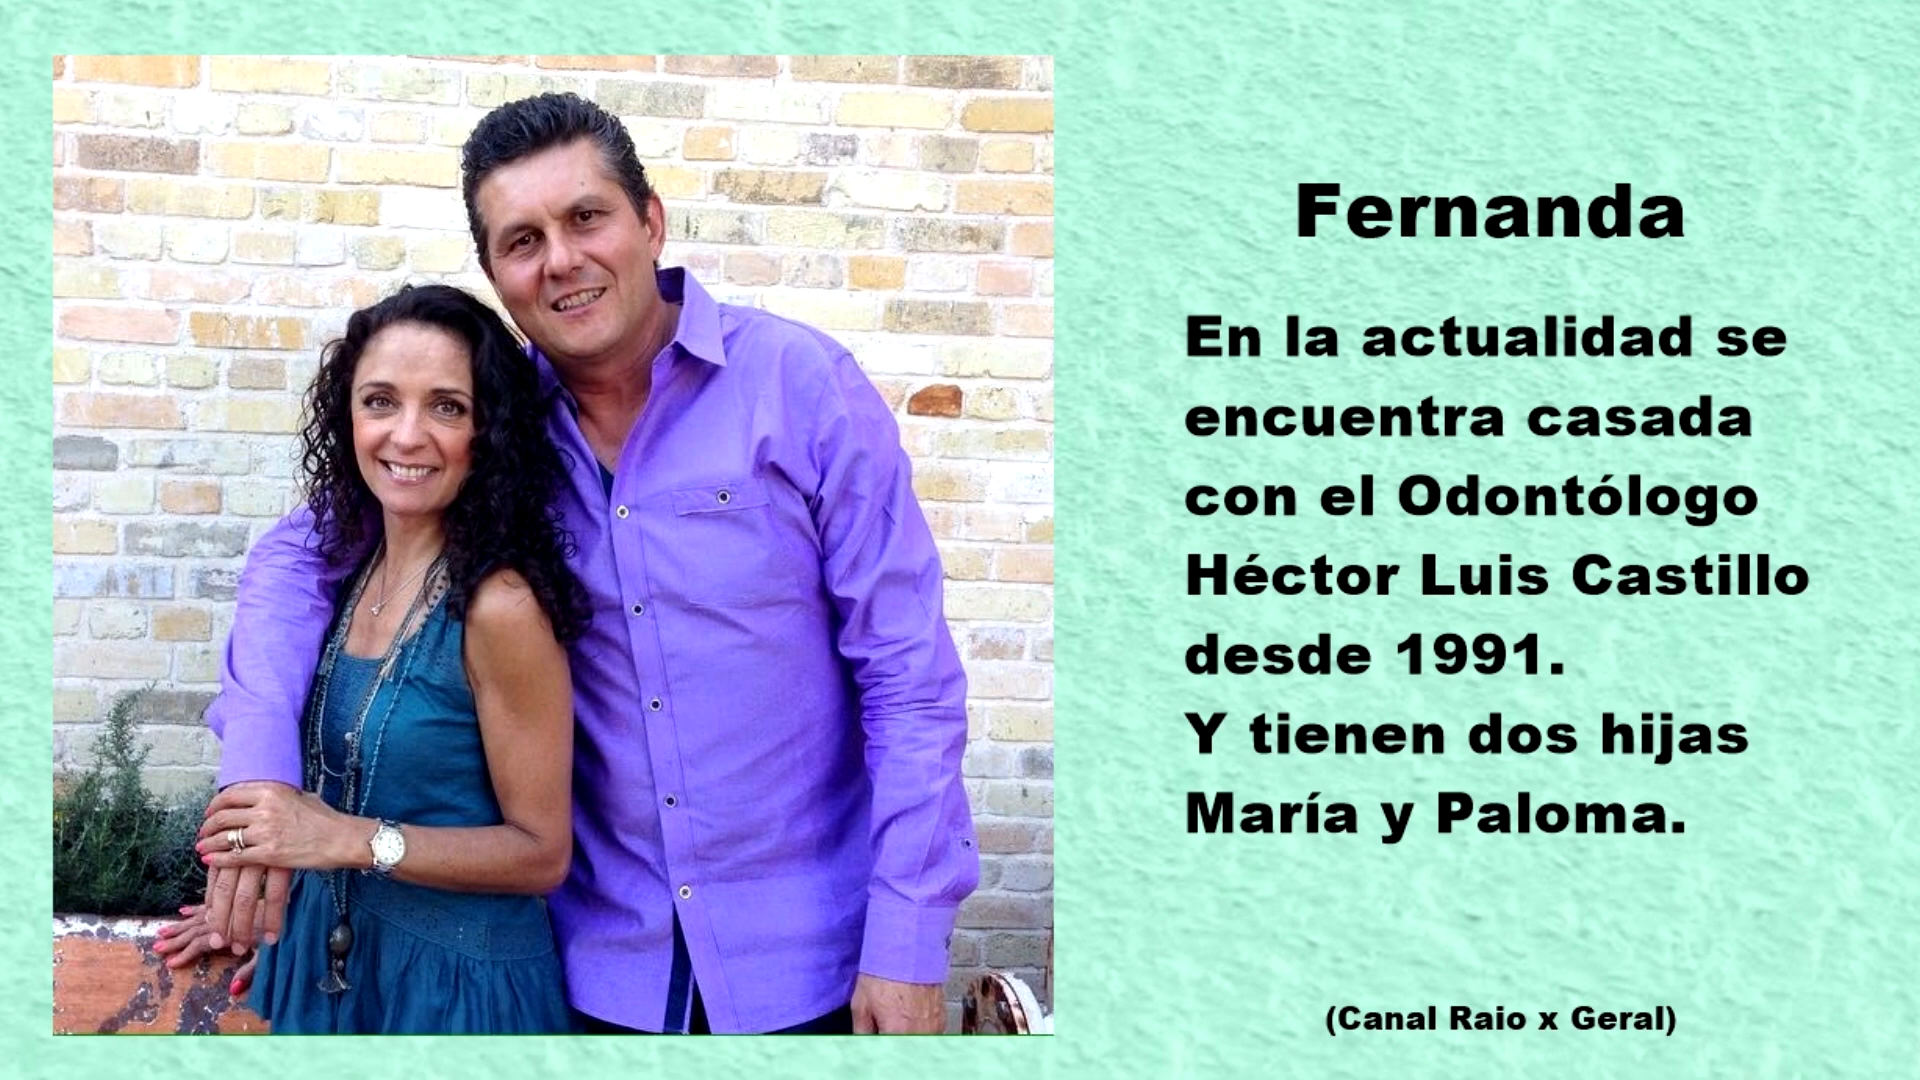 Fernanda
En la actualidad se
encuentra casada
con el Odontólogo
Héctor Luis Castillo
desde 1991.
Y tienen dos hijas
María y Paloma.
(Canal Raio x Geral)